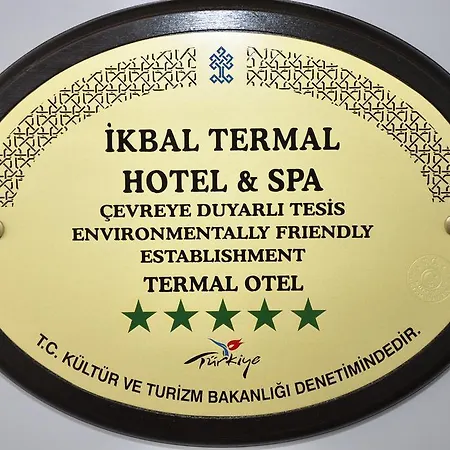 İKBAL TERMAL
HOTEL & SPA
ÇEVREYE DUYARLI TESİS
ENVIRONMENTALLY FRIENDLY
ESTABLISHMENT
TERMAL OTEL
Türkiye
T.C. KÜLTÜR VE TURİZM BAKANLIĞI DENETİMİNDEDİR.